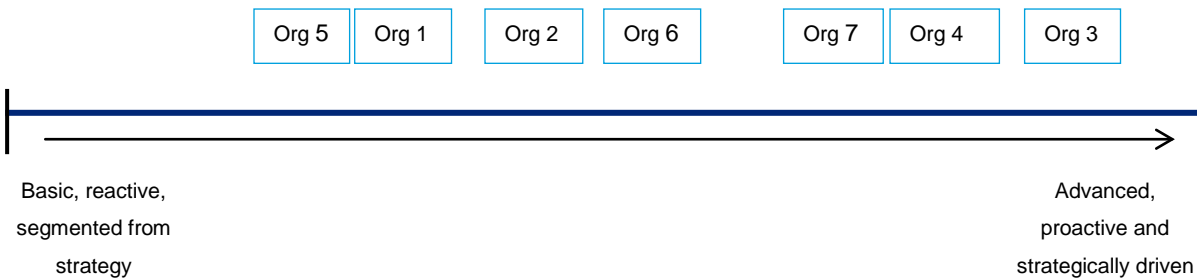 Org 5 Org 1 Org 2 Org 6 Org 7 Org 4 Org 3
Basic, reactive,
segmented from
strategy
Advanced,
proactive and
strategically driven